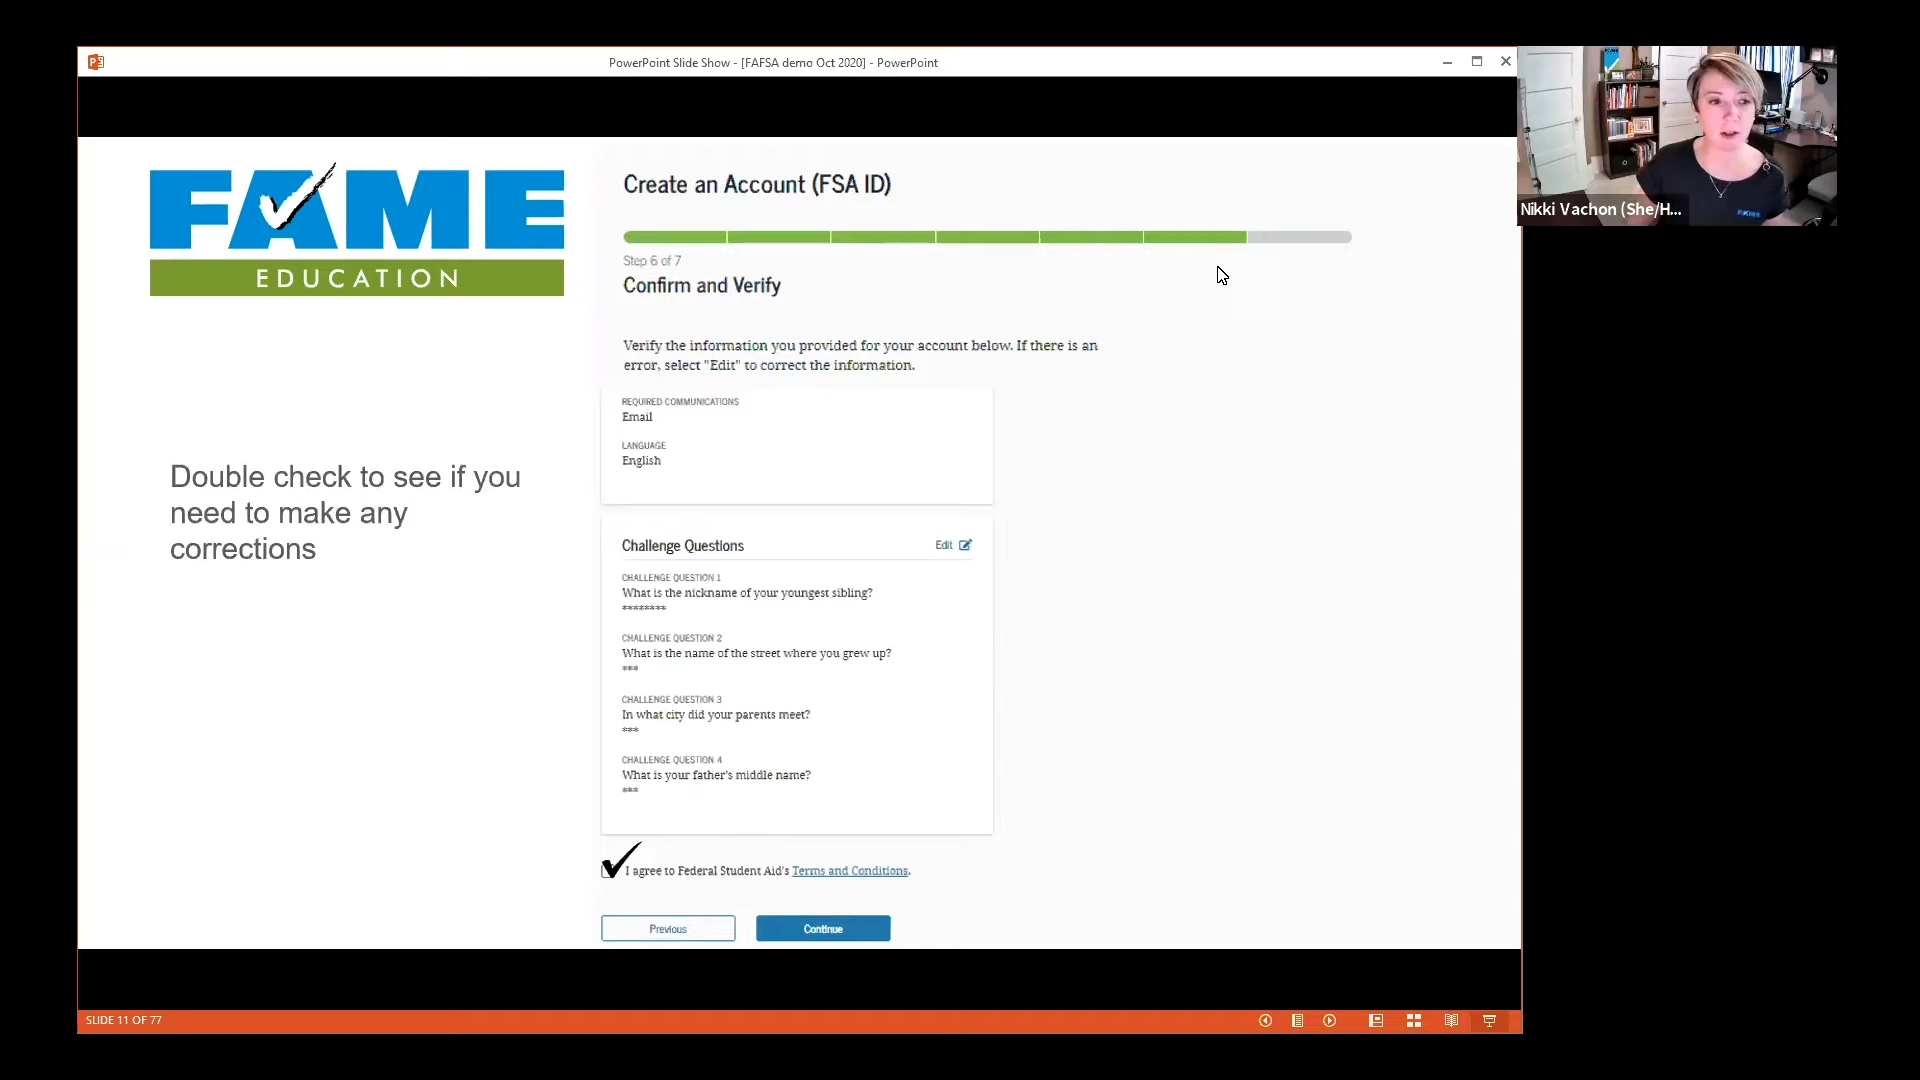 PowerPoint Slide Show - [FAFSA demo Oct 2020] - PowerPoint
Nikki Vachon (She/H...
FAME
EDUCATION
Double check to see if you
need to make any
corrections
Create an Account (FSA ID)
Step 6 of 7
Confirm and Verify
Verify the information you provided for your account below. If there is an
error, select "Edit" to correct the information.
REQUIRED COMMUNICATIONS
Email
LANGUAGE
English
Challenge Questions
Edit
CHALLENGE QUESTION 1
What is the nickname of your youngest sibling?
********
CHALLENGE QUESTION 2
What is the name of the street where you grew up?
***
CHALLENGE QUESTION 3
In what city did your parents meet?
***
CHALLENGE QUESTION 4
What is your father's middle name?
***
I agree to Federal Student Aid's Terms and Conditions.
Previous
Continue
SLIDE 11 OF 77